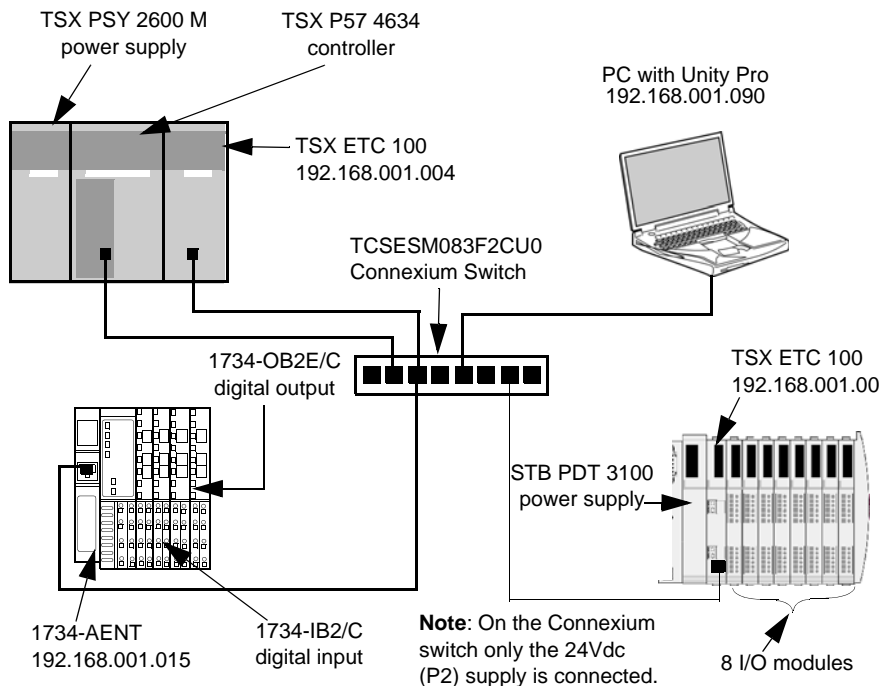 TSX PSY 2600 M
power supply
TSX P57 4634
controller
PC with Unity Pro
192.168.001.090
TSX ETC 100
192.168.001.004
TCSESM083F2CU0
Connexium Switch
1734-OB2E/C
digital output
TSX ETC 100
192.168.001.00
STB PDT 3100
power supply
1734-AENT
192.168.001.015
1734-IB2/C
digital input
Note: On the Connexium
switch only the 24Vdc
(P2) supply is connected.
8 I/O modules